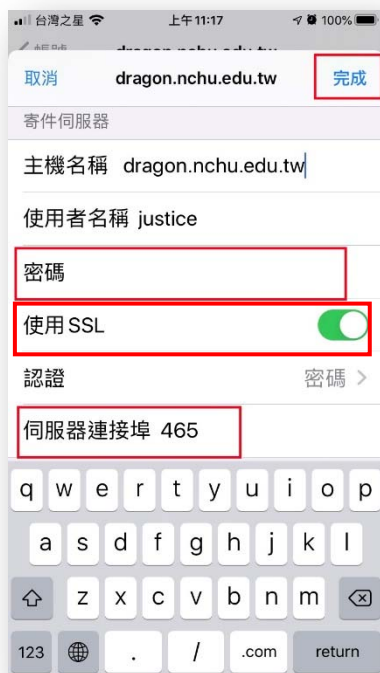 台灣之星 上午11:17 100%
取消 dragon.nchu.edu.tw 完成
寄件伺服器
主機名稱 dragon.nchu.edu.tw
使用者名稱 justice
密碼
使用 SSL
認證 密碼 >
伺服器連接埠 465
q w e r t y u i o p
a s d f g h j k l
z x c v b n m
123 . / .com return